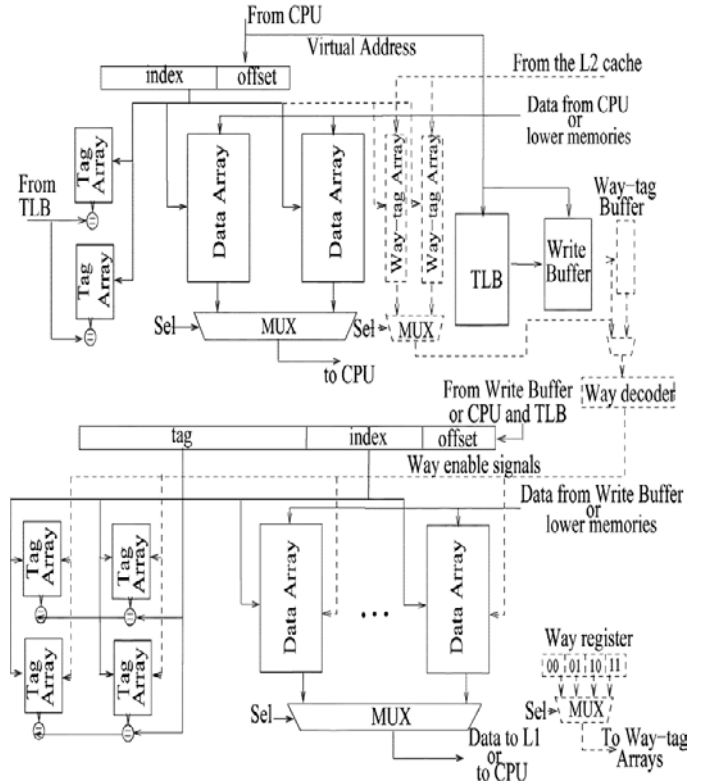 From CPU
Virtual Address
From the L2 cache
index
offset
Data from CPU
or
lower memories
Tag
Array
From
TLB
=
Tag
Array
=
Data Array
Data Array
Way-tag Array
Way-tag Array
TLB
Write
Buffer
Way-tag
Buffer
Sel
MUX
Sel
MUX
to CPU
From Write Buffer
or CPU and TLB
Way decoder
tag
index
offset
Way enable signals
Data from Write Buffer
or
lower memories
Tag
Array
Tag
Array
=
=
Tag
Array
Tag
Array
=
=
Data Array
...
Data Array
Way register
00
01
10
11
Sel
MUX
Sel
MUX
Data to L1
or
to CPU
To Way-tag
Arrays